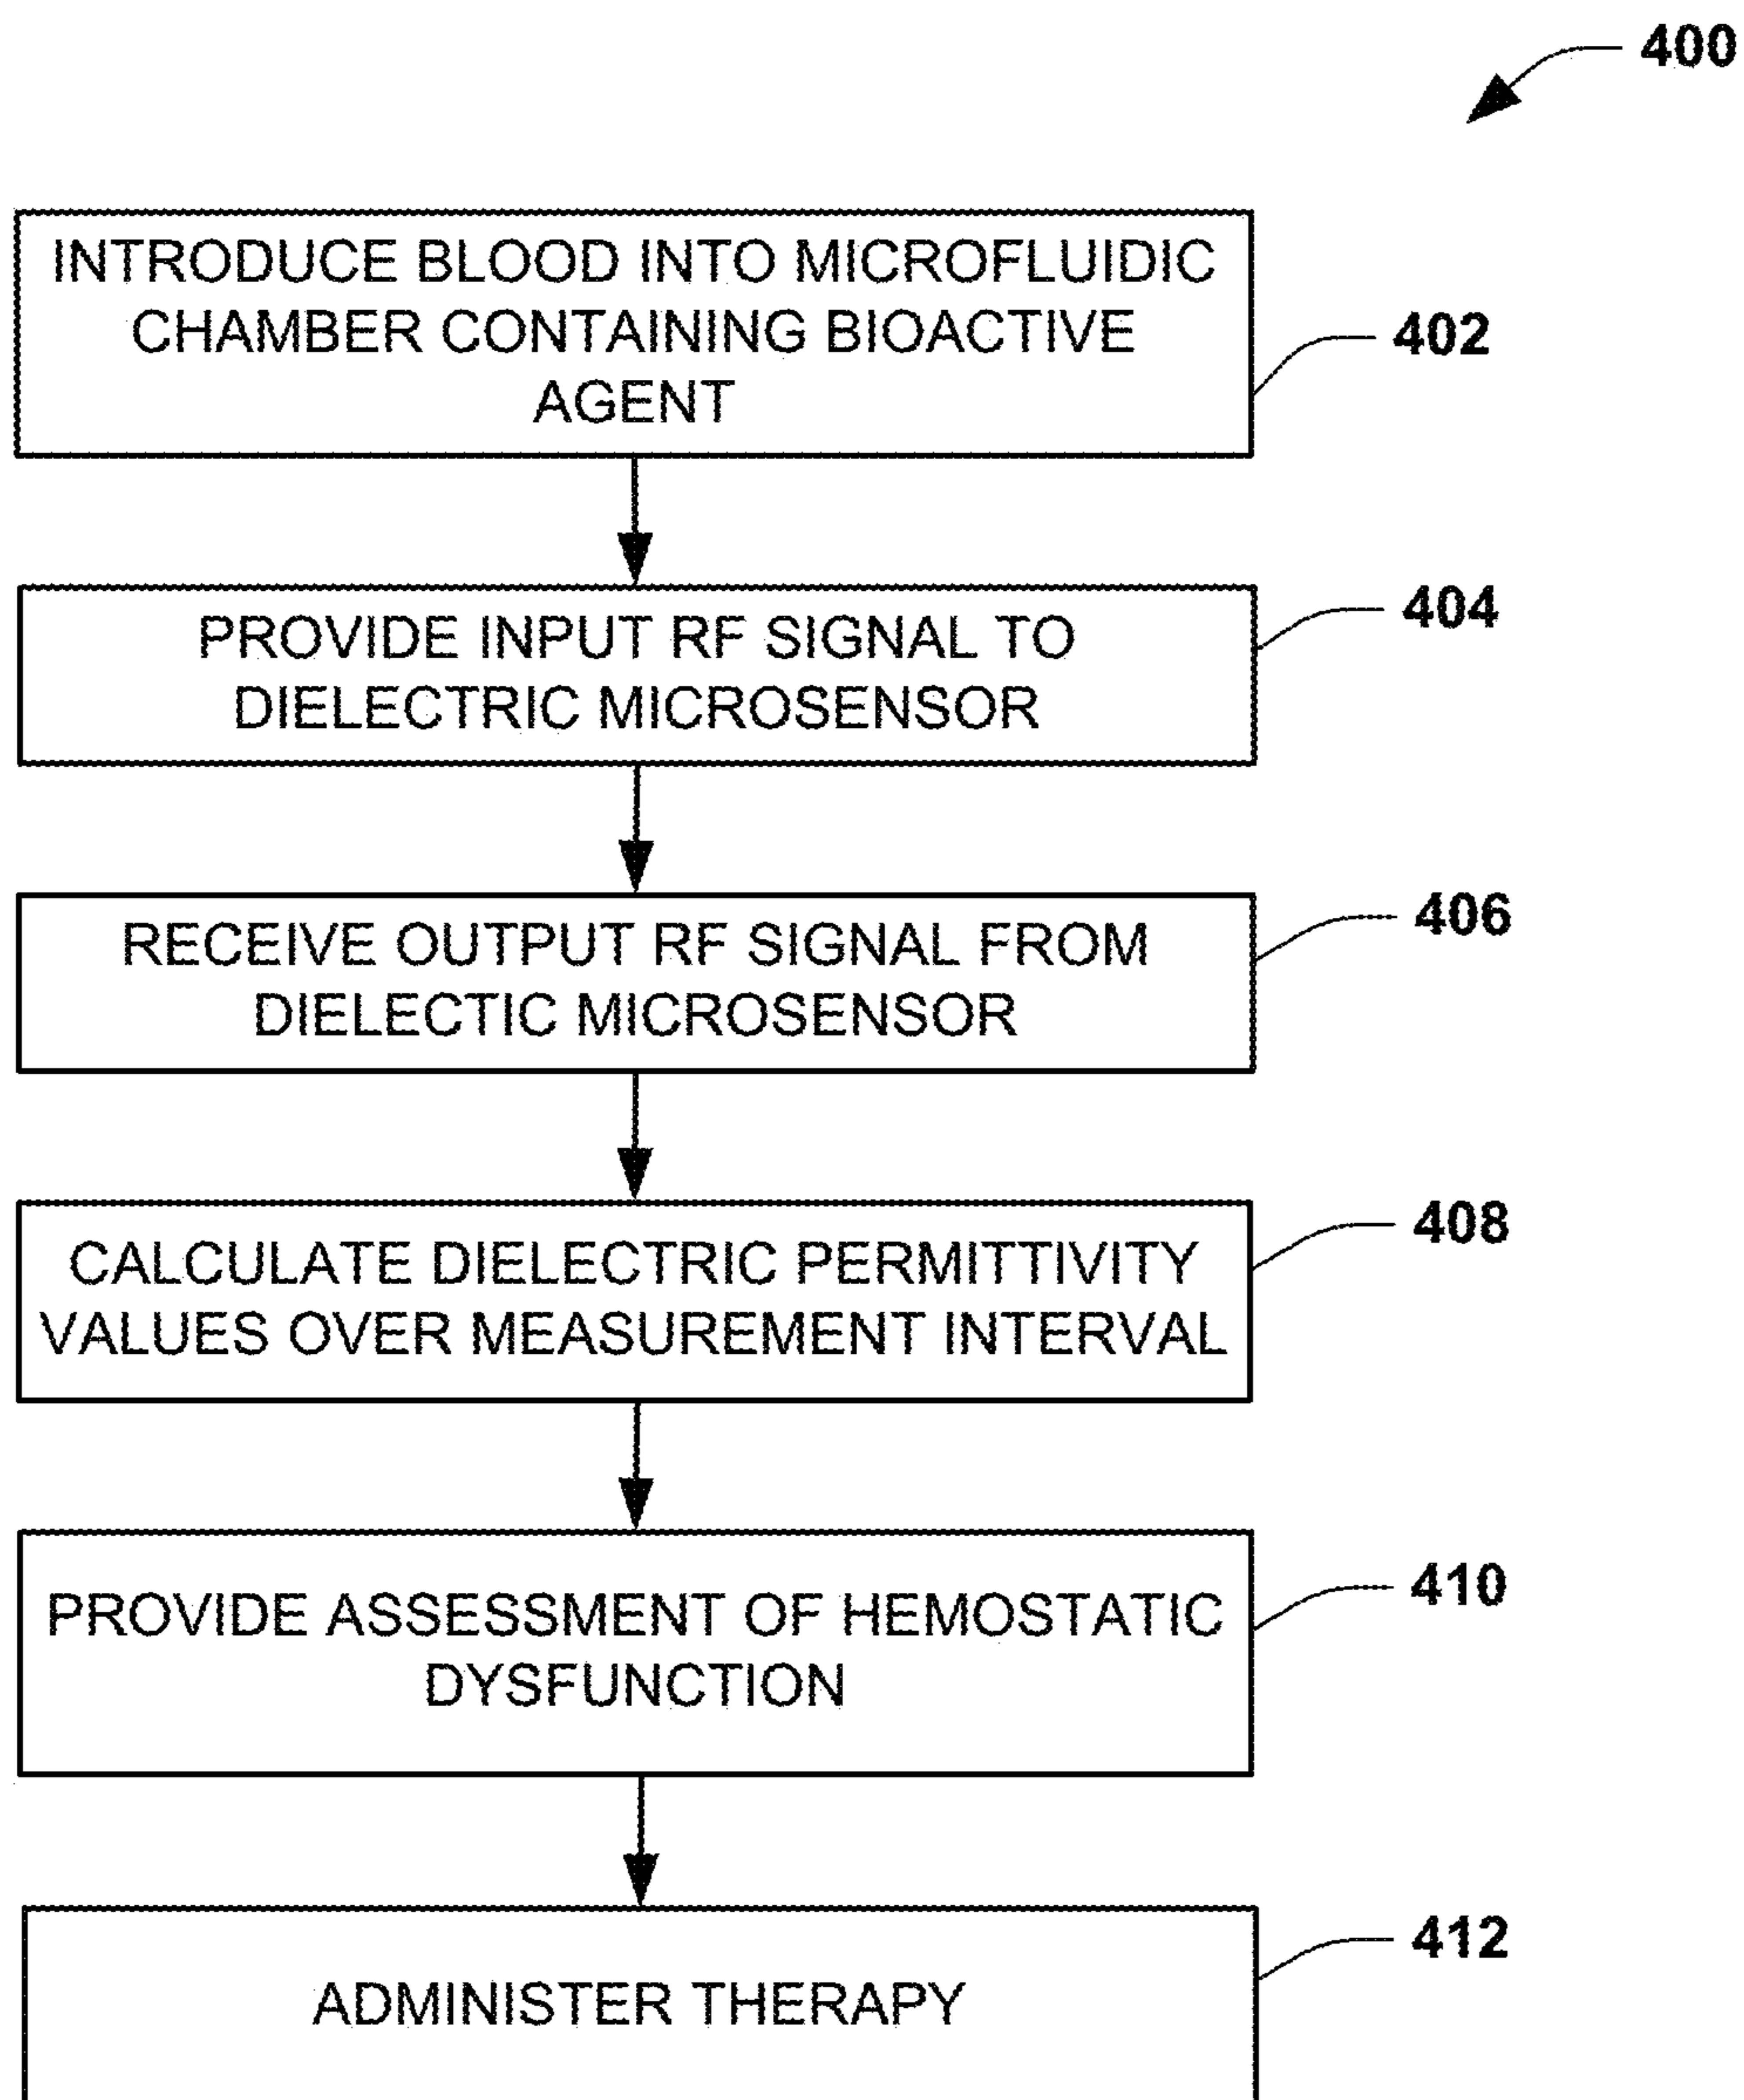 400
INTRODUCE BLOOD INTO MICROFLUIDIC
CHAMBER CONTAINING BIOACTIVE
AGENT
402
PROVIDE INPUT RF SIGNAL TO
DIELECTRIC MICROSENSOR
404
RECEIVE OUTPUT RF SIGNAL FROM
DIELECTIC MICROSENSOR
406
CALCULATE DIELECTRIC PERMITTIVITY
VALUES OVER MEASUREMENT INTERVAL
408
PROVIDE ASSESSMENT OF HEMOSTATIC
DYSFUNCTION
410
ADMINISTER THERAPY
412